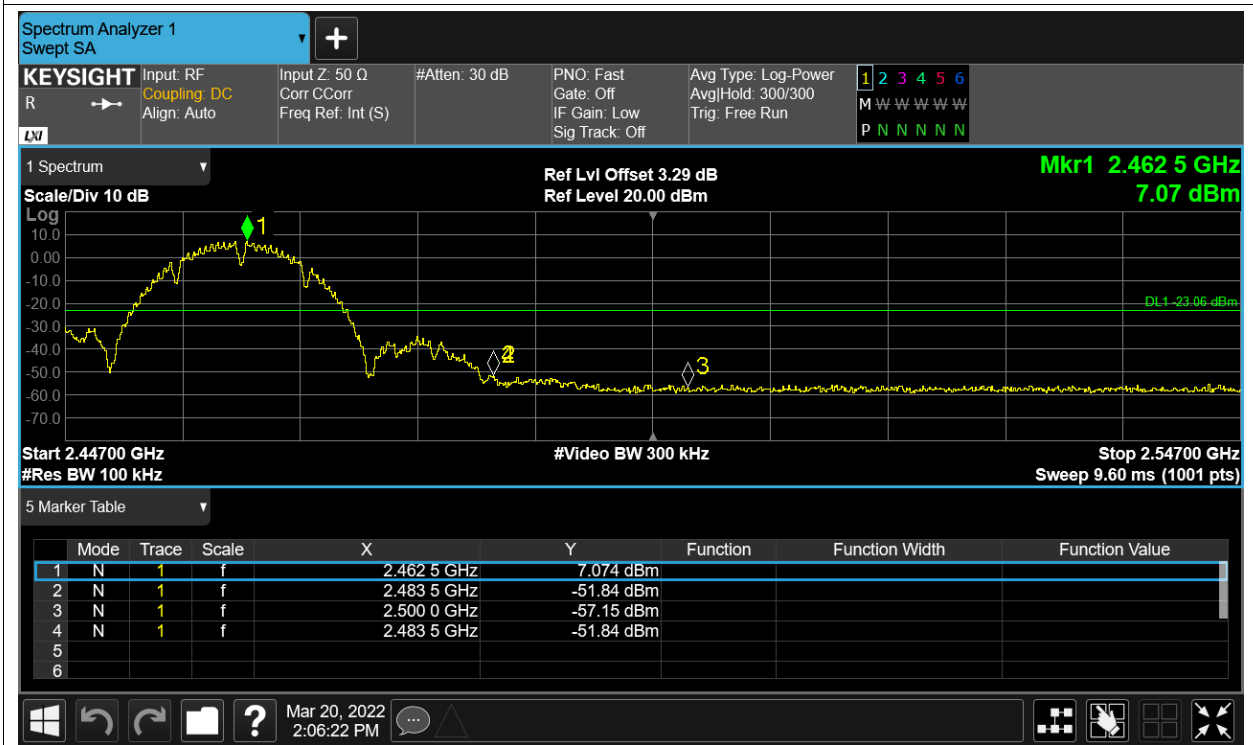 Spectrum Analyzer 1
Swept SA
KEYSIGHT
R
LXI
Input: RF
Coupling: DC
Align: Auto
Input Z: 50 Ω
Corr CCorr
Freq Ref: Int (S)
#Atten: 30 dB
PNO: Fast
Gate: Off
IF Gain: Low
Sig Track: Off
Avg Type: Log-Power
Avg|Hold: 300/300
Trig: Free Run
1 2 3 4 5 6
M W W W W W
P N N N N N
1 Spectrum
Scale/Div 10 dB
Ref Lvl Offset 3.29 dB
Ref Level 20.00 dBm
Mkr1 2.462 5 GHz
7.07 dBm
Log
10.0
0.00
-10.0
-20.0
-30.0
-40.0
-50.0
-60.0
-70.0
1
2
3
DL1 -23.06 dBm
Start 2.44700 GHz
#Res BW 100 kHz
#Video BW 300 kHz
Stop 2.54700 GHz
Sweep 9.60 ms (1001 pts)
5 Marker Table
Mode Trace Scale X Y Function Function Width Function Value
1 N 1 f 2.462 5 GHz 7.074 dBm
2 N 1 f 2.483 5 GHz -51.84 dBm
3 N 1 f 2.500 0 GHz -57.15 dBm
4 N 1 f 2.483 5 GHz -51.84 dBm
5
6
?
Mar 20, 2022
2:06:22 PM